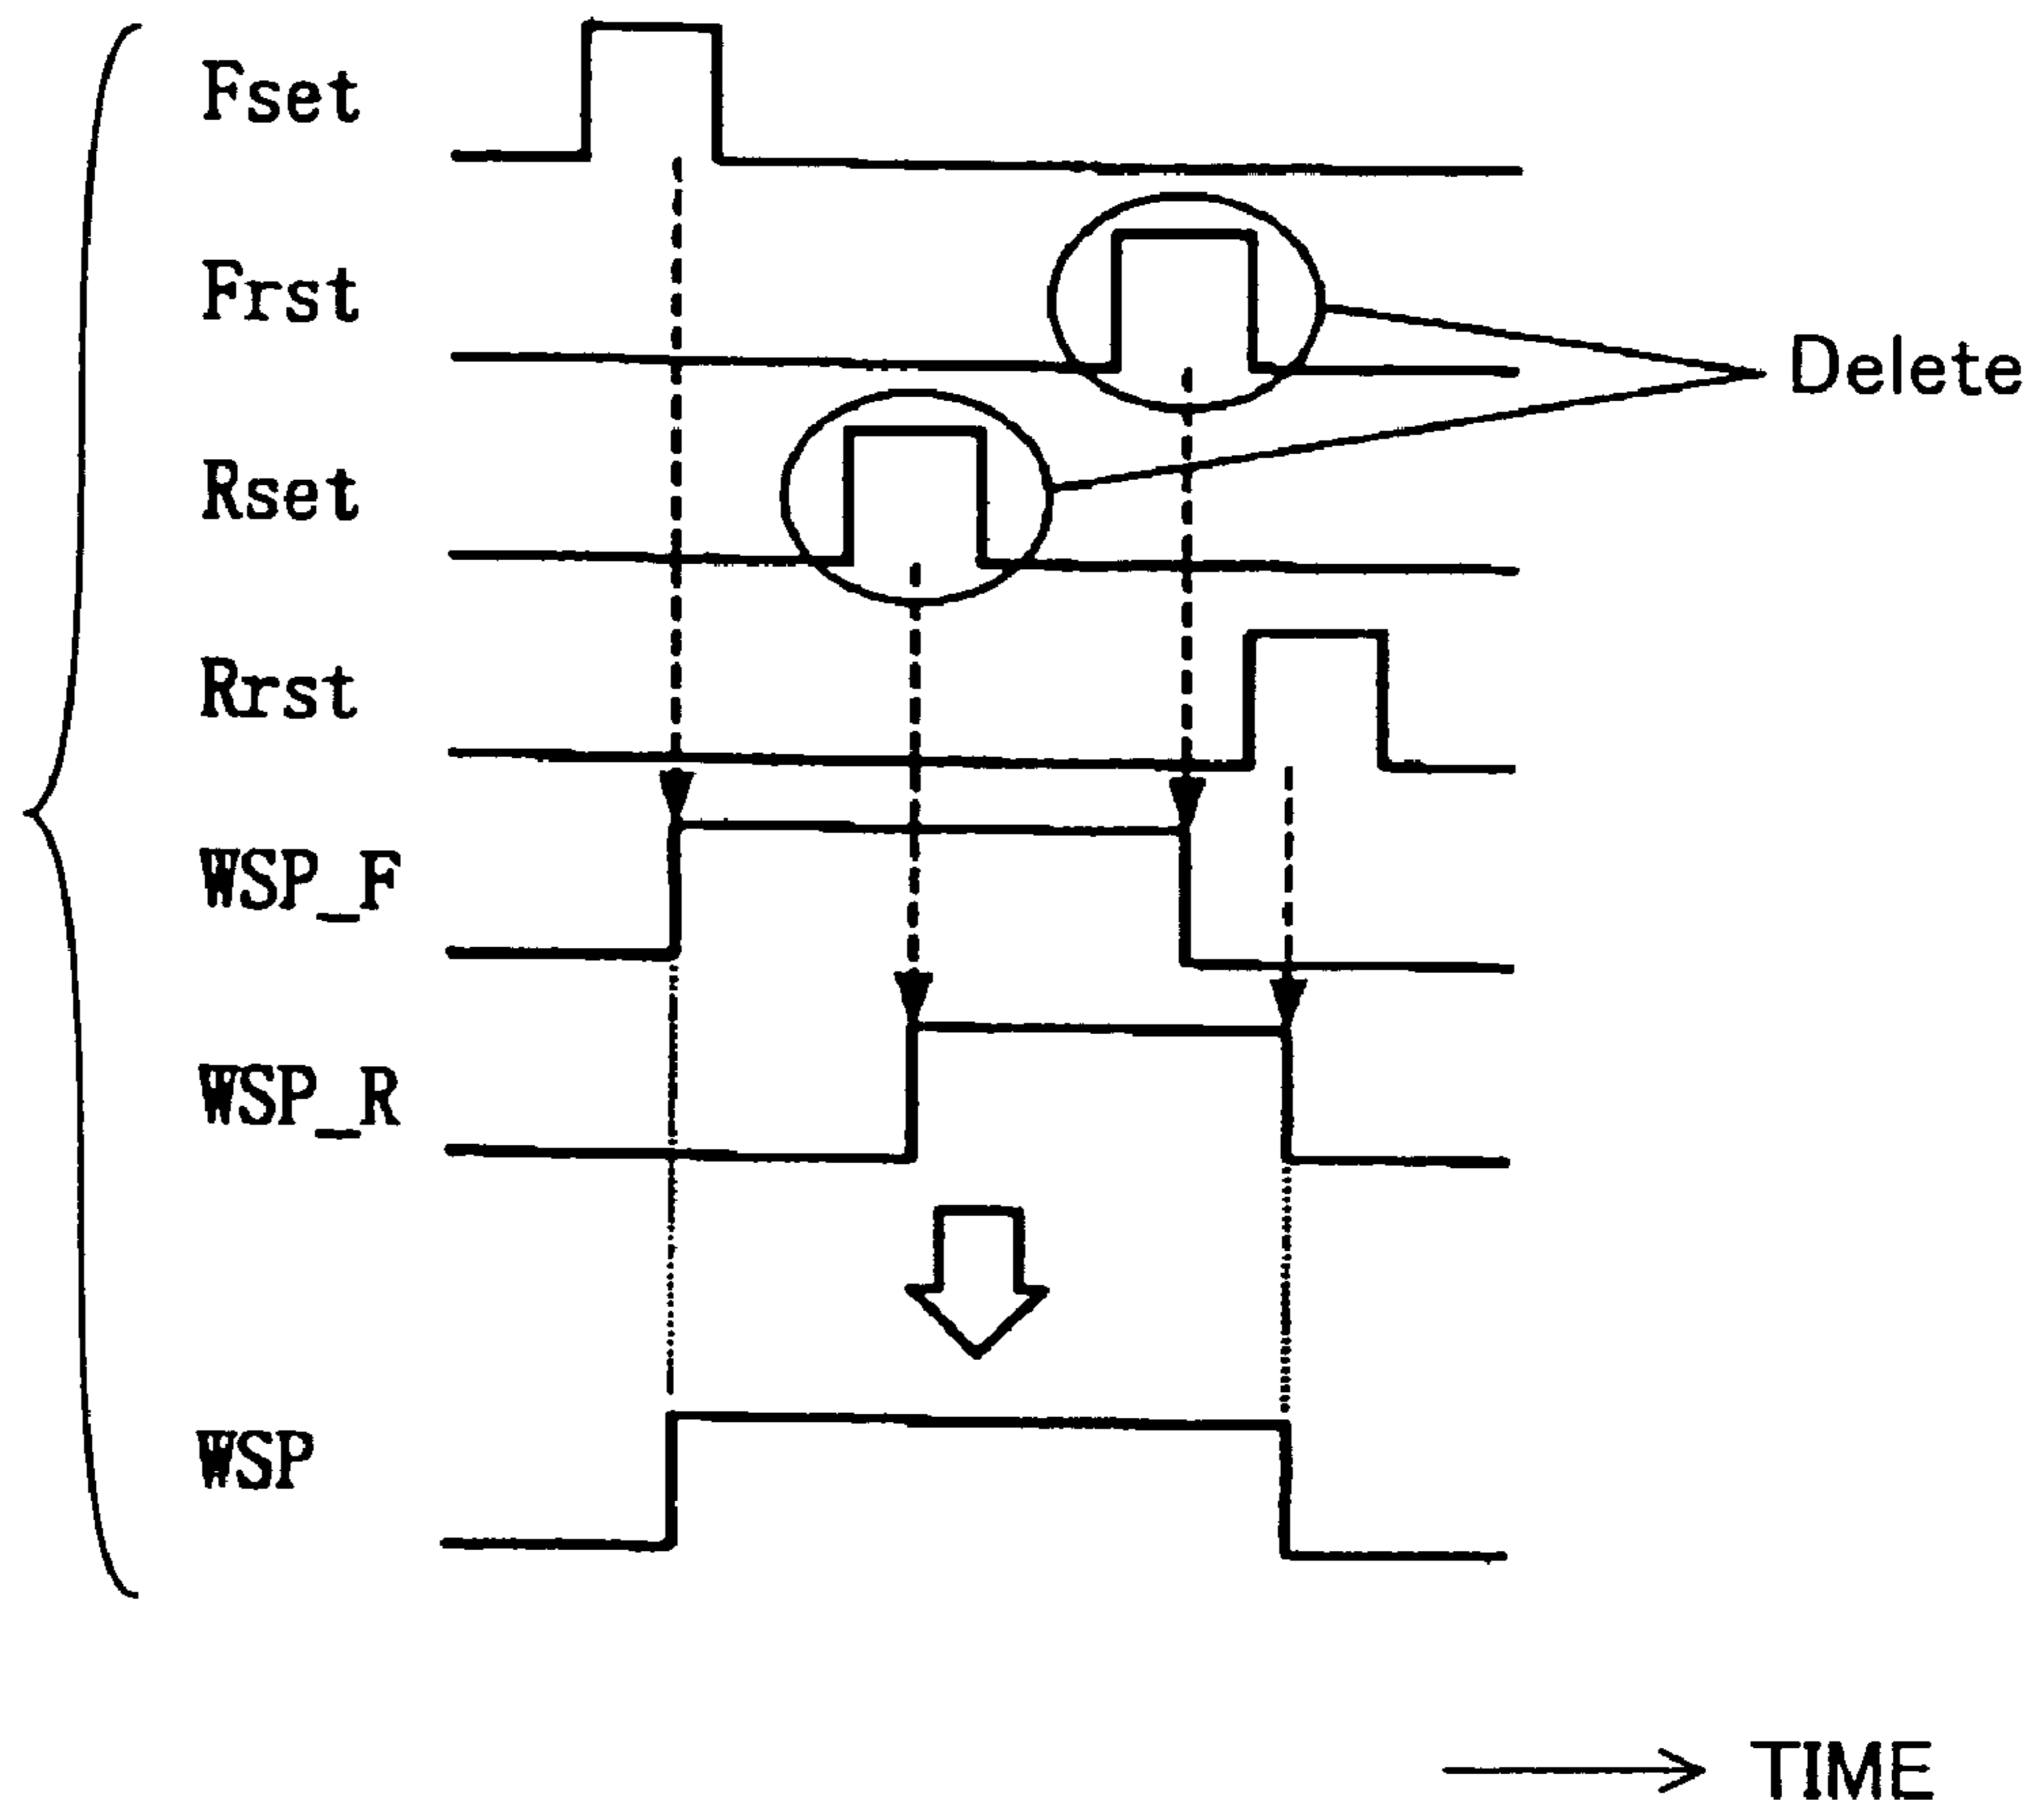 Fset
Frst
Delete
Rset
Rrst
WSP_F
WSP_R
WSP
TIME